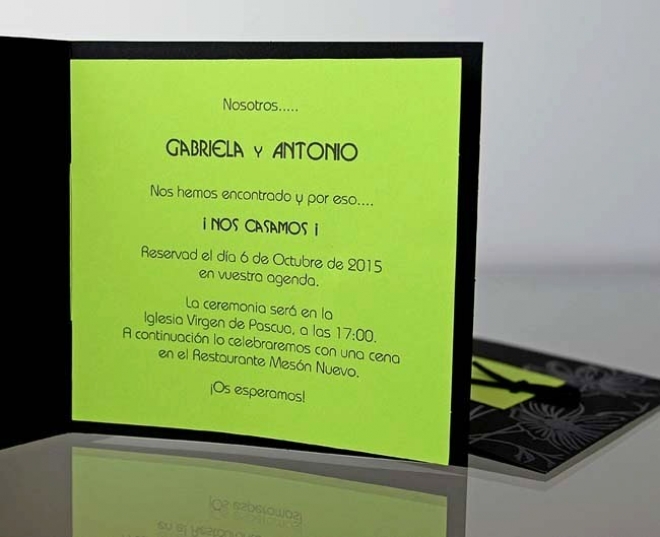 Nosotros.....
GABRIELA Y ANTONIO
Nos hemos encontrado y por eso....
¡ NOS CASAMOS ¡
Reservad el día 6 de Octubre de 2015
en vuestra agenda.
La ceremonia será en la
Iglesia Virgen de Pascua, a las 17:00.
A continuación lo celebraremos con una cena
en el Restaurante Mesón Nuevo.
¡Os esperamos!